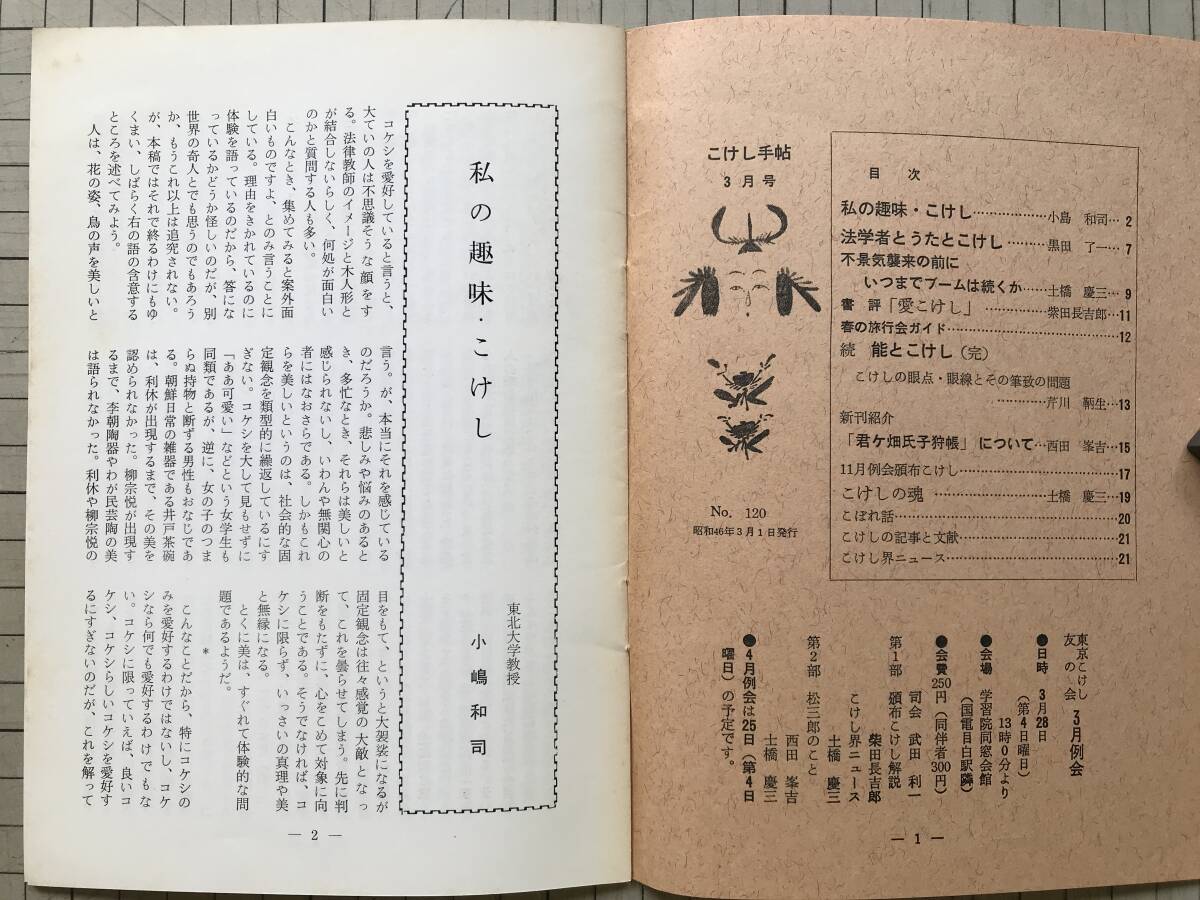 こけし手帖
3月号
No. 120
昭和46年3月1日発行
目次
私の趣味・こけし…………小島 和司… 2
法学者とうたとこけし………黒田 了一… 7
不景気襲来の前に
いつまでブームは続くか…土橋 慶三… 9
書評「愛こけし」…………柴田長吉郎…11
春の旅行会ガイド…………12
続 能とこけし(完)
こけしの眼点・眼線とその筆致の問題
…………芹川 鞆生…13
新刊紹介
「君ケ畑氏子狩帳」について…西田 峯吉…15
11月例会頒布こけし…………17
こけしの魂…………土橋 慶三…19
こぼれ話…………20
こけしの記事と文献…………21
こけし界ニュース…………21
東京こけし友の会 3月例会
●日時 3月28日
(第4日曜日)
13時0分より
●会場 学習院同窓会館
(国電目白駅隣)
●会費 250円(同伴者300円)
司会 武田 利一
第1部 頒布こけし解説
柴田長吉郎
こけし界ニュース
土橋 慶三
第2部 松三郎のこと
西田 峯吉
土橋 慶三
●4月例会は25日(第4
曜日)の予定です。
— 1 —
私の趣味・こけし
東北大学教授
小嶋和司
コケシを愛好していると言うと、
大ていの人は不思議そうな顔をす
る。法律教師のイメージと木人形と
が結合しないらしく、何処が面白い
のかと質問する人も多い。
こんなとき、集めてみると案外面
白いものですよ、とのみ言うことに
している。理由をきかれているのに
体験を語っているのだから、答にな
っているかどうか怪しいのだが、別
世界の奇人とでも思うのでもあろう
か、もうこれ以上は追究されない。
が、本稿ではそれで終るわけにもゆ
くまい、しばらく右の語の含意する
ところを述べてみよう。
人は、花の姿、鳥の声を美しいと
言う。が、本当にそれを感じている
のだろうか。悲しみや悩みのあると
き、多忙なとき、それらは美しいと
感じられないし、いわんや無関心の
者にはなおさらである。しかもこれ
らを美しいというのは、社会的な固
定観念を類型的に繰返しているにす
ぎない。コケシを大して見もせずに
「ああ可愛い」などという女学生も
同類であるが、逆に、女の子のつま
らぬ持物と断ずる男性もおなじであ
る。朝鮮日常の雑器である井戸茶碗
は、利休が出現するまで、その美を
認められなかった。柳宗悦が出現す
るまで、李朝陶器やわが民芸陶の美
は語られなかった。利休や柳宗悦の
目をもて、というと大袈裟になるが
固定観念は往々感覚の大敵となっ
て、これを曇らせてしまう。先に判
断をもたずに、心をこめて対象に向
うことである。そうでなければ、コ
ケシに限らず、いっさいの真理や美
と無縁になる。
とくに美は、すぐれて体験的な問
題であるようだ。
*
こんなことだから、特にコケシの
みを愛好するわけではないし、コケ
シなら何でも愛好するわけでもな
い。コケシに限っていえば、良いコ
ケシ、コケシらしいコケシを愛好す
るにすぎないのだが、これを解って
— 2 —